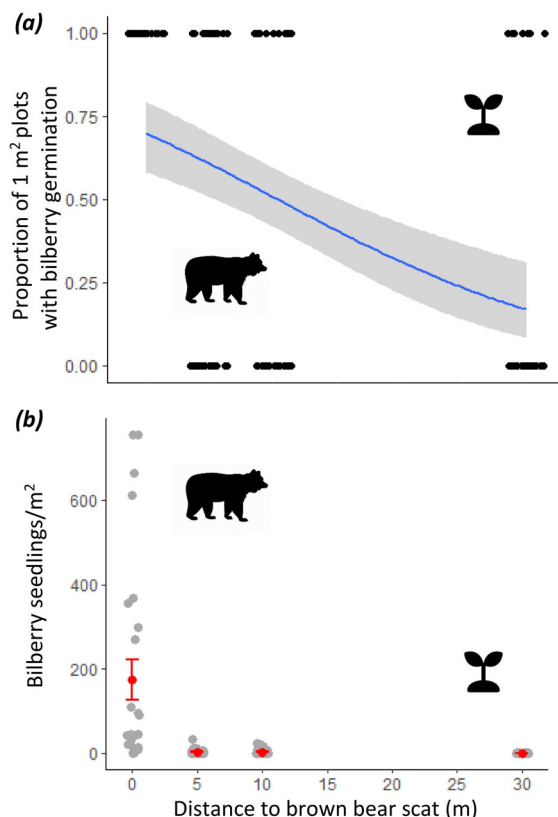 (a)
Proportion of 1 m² plots
with bilberry germination
1.00
0.75
0.50
0.25
0.00
(b)
Bilberry seedlings/m²
600
400
200
0
0 5 10 15 20 25 30
Distance to brown bear scat (m)